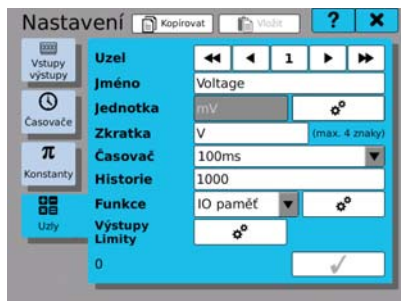 Nastavení Kopírovat Vložit ? ✖
Vstupy
výstupy
Časovače
π
Konstanty
Uzly
Uzel 1
Jméno Voltage
Jednotka mV
Zkratka V (max. 4 znaky)
Časovač 100ms
Historie 1000
Funkce IO paměť
Výstupy
Limity
0 ✓